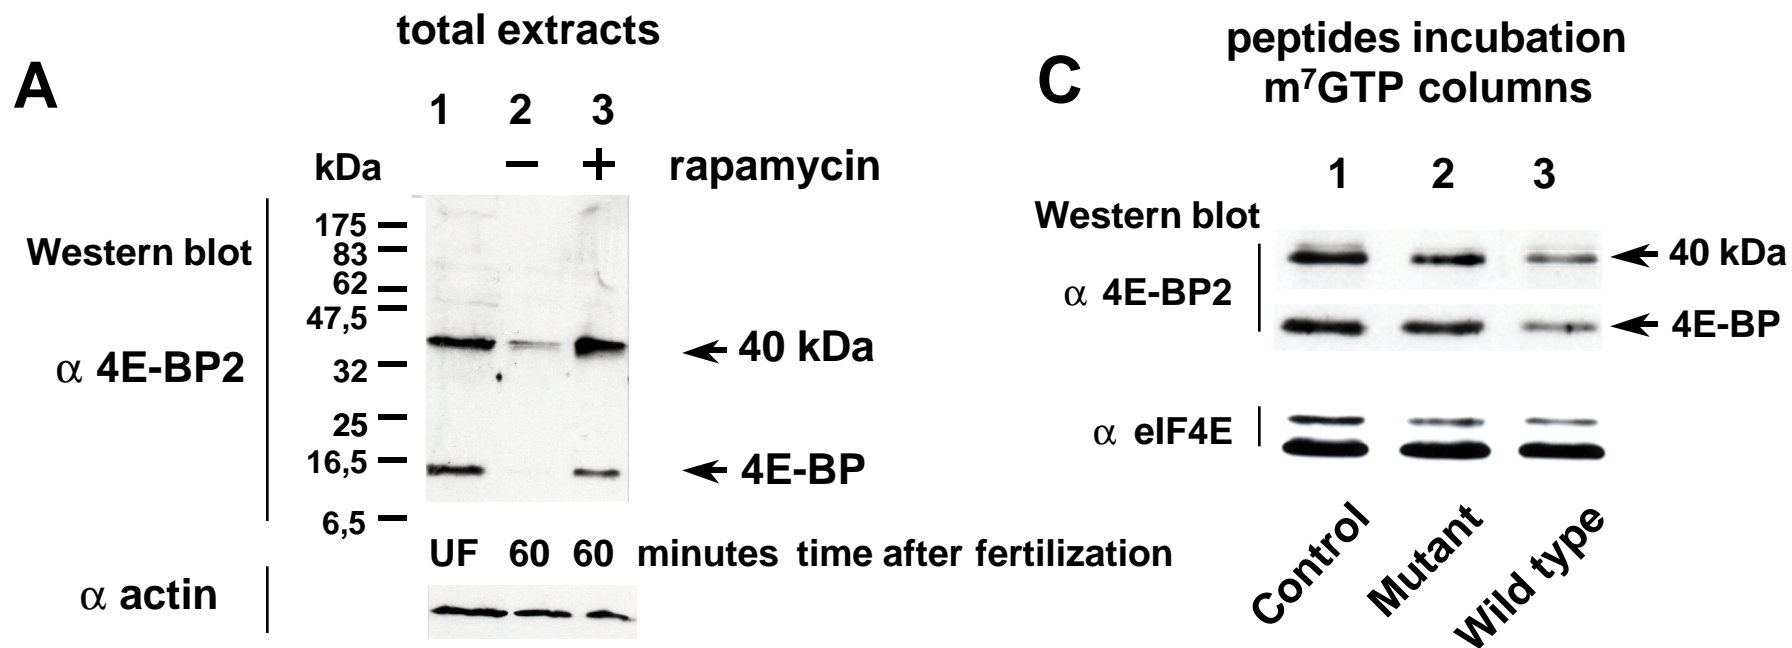 A
total extracts
1 2 3
kDa − + rapamycin
Western blot
α 4E-BP2
175
83
62
47,5
32
25
16,5
6,5
40 kDa
4E-BP
UF 60 60 minutes time after fertilization
α actin
C
peptides incubation
m⁷GTP columns
1 2 3
Western blot
α 4E-BP2
40 kDa
4E-BP
α eIF4E
Control
Mutant
Wild type